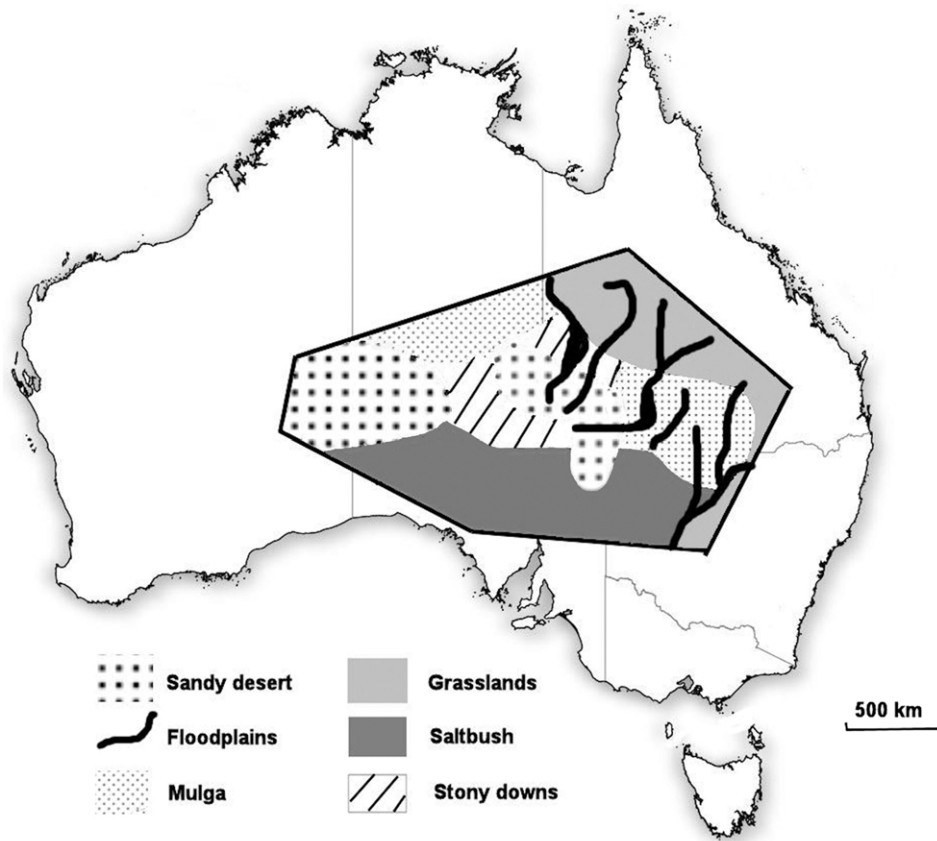 Sandy desert
Grasslands
500 km
Floodplains
Saltbush
Mulga
Stony downs